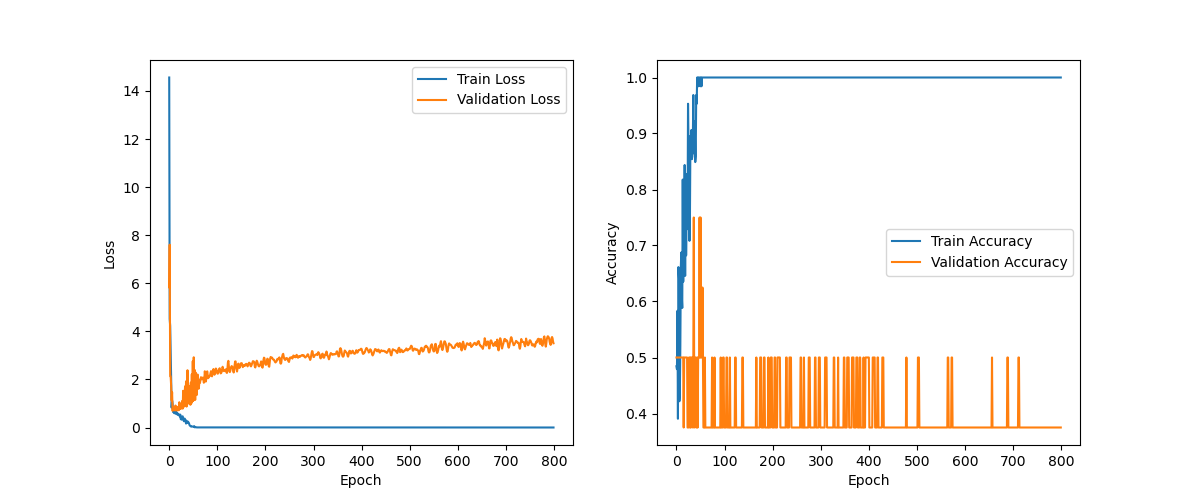 Train Loss
Validation Loss
14
12
10
8
6
4
2
0
Loss
0 100 200 300 400 500 600 700 800
Epoch
1.0
0.9
0.8
0.7
0.6
0.5
0.4
Accuracy
Train Accuracy
Validation Accuracy
0 100 200 300 400 500 600 700 800
Epoch